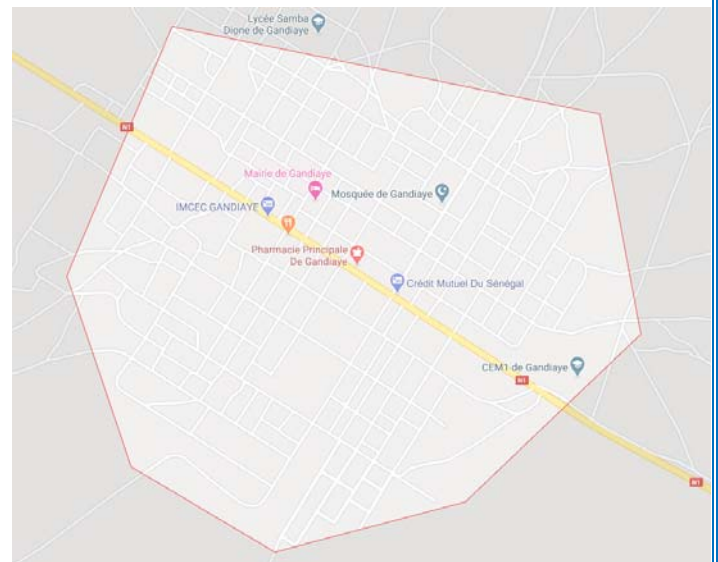 Lycée Samba
Dione de Gandiaye
N1
Mairie de Gandiaye
Mosquée de Gandiaye
IMCEC GANDIAYE
Pharmacie Principale
De Gandiaye
Crédit Mutuel Du Sénégal
CEM1 de Gandiaye
N1
N1